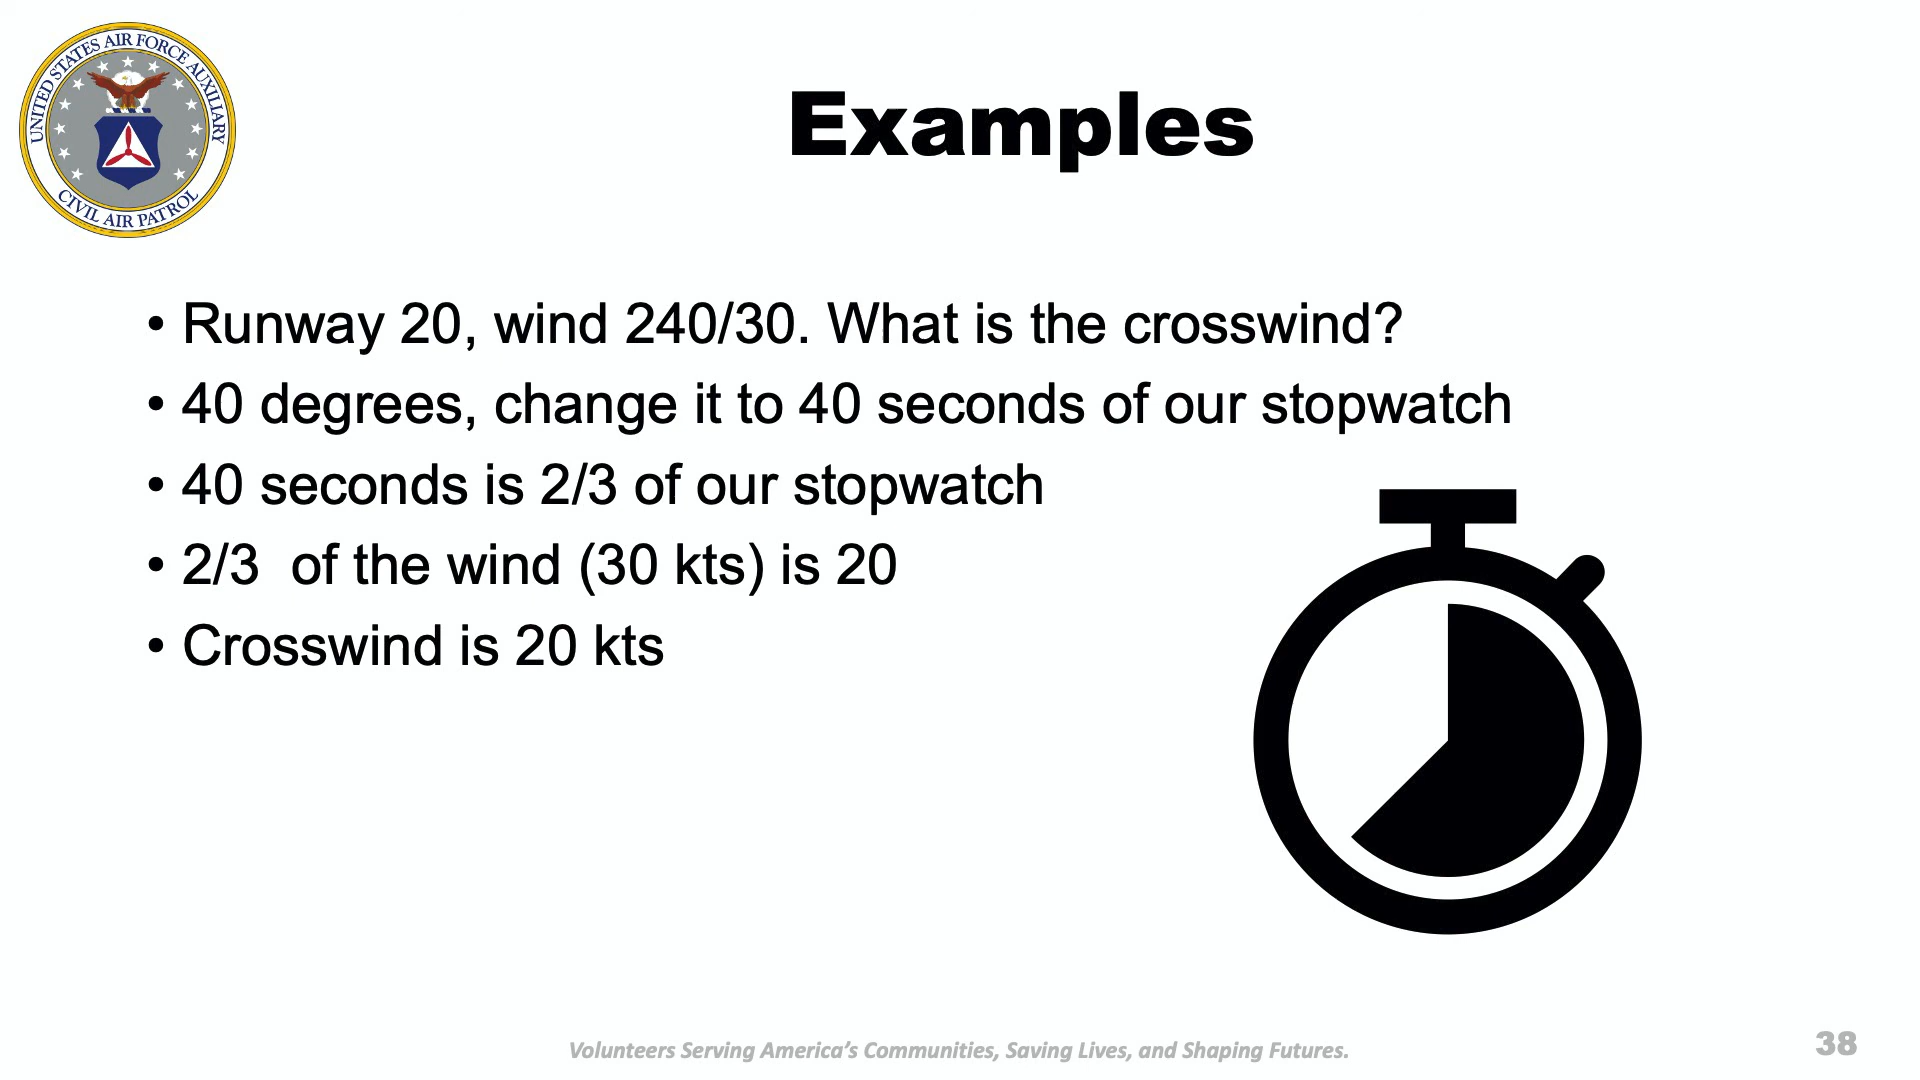 UNITED STATES AIR FORCE AUXILIARY
CIVIL AIR PATROL
Examples
• Runway 20, wind 240/30. What is the crosswind?
• 40 degrees, change it to 40 seconds of our stopwatch
• 40 seconds is 2/3 of our stopwatch
• 2/3  of the wind (30 kts) is 20
• Crosswind is 20 kts
Volunteers Serving America’s Communities, Saving Lives, and Shaping Futures.
38